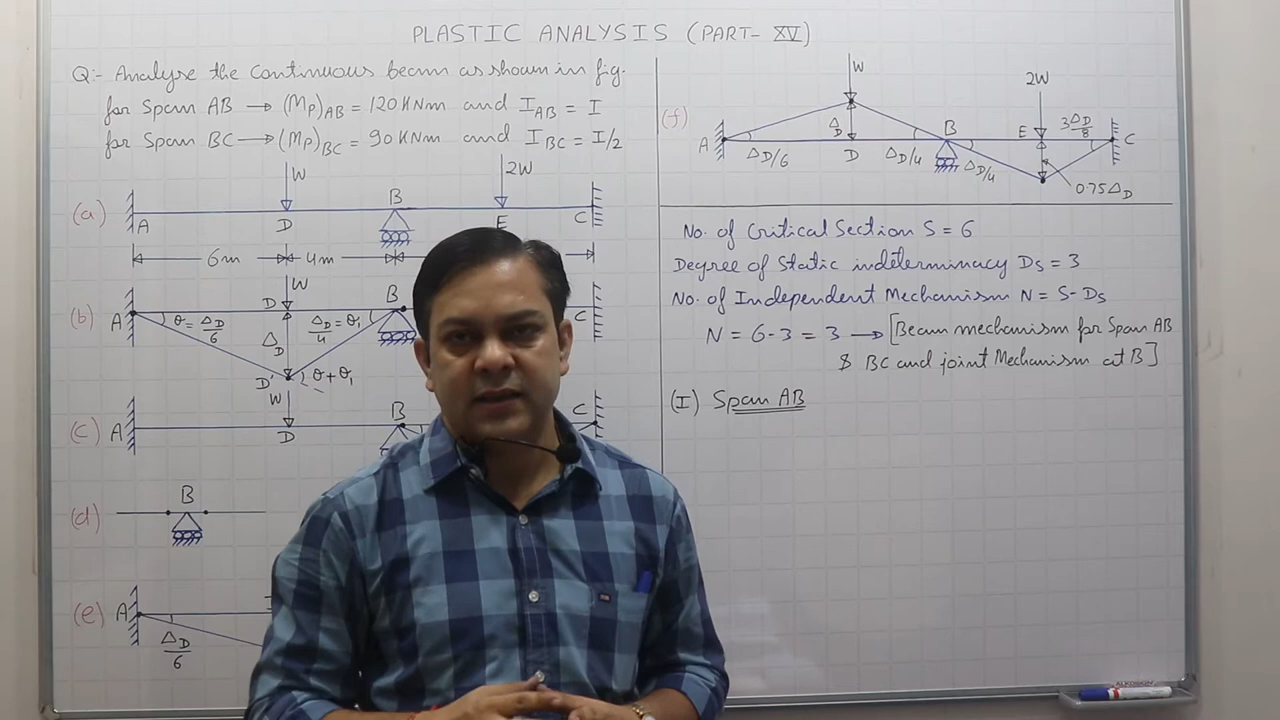 PLASTIC ANALYSIS (PART- XV)
Q:- Analyse the Continuous beam as shown in fig.
for Span AB → (Mp)AB = 120 KNm and IAB = I
for Span BC → (Mp)BC = 90 KNm and IBC = I/2
(a)
W
2W
A
D
B
E
C
6m
4m
(b)
W
A
D
B
C
θ = ΔD/6
ΔD
ΔD/4 = θ1
D'
θ+θ1
(c)
W
A
D
B
C
(d)
B
(e)
A
ΔD/6
(f)
W
2W
A
ΔD
B
E
3ΔD/8
C
ΔD/6
D
ΔD/4
ΔD/4
0.75ΔD
No. of Critical Section S = 6
Degree of Static indeterminacy Ds = 3
No. of Independent Mechanism N = S-Ds
N = 6-3 = 3 → [Beam mechanism for Span AB
& BC and joint Mechanism at B]
(I) Span AB